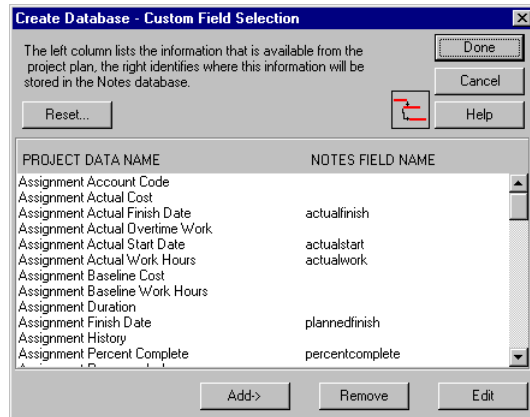 Create Database - Custom Field Selection
The left column lists the information that is available from the
project plan, the right identifies where this information will be
stored in the Notes database.
Done
Cancel
Reset...
Help
PROJECT DATA NAME NOTES FIELD NAME
Assignment Account Code
Assignment Actual Cost
Assignment Actual Finish Date actualfinish
Assignment Actual Overtime Work
Assignment Actual Start Date actualstart
Assignment Actual Work Hours actualwork
Assignment Baseline Cost
Assignment Baseline Work Hours
Assignment Duration
Assignment Finish Date plannedfinish
Assignment History
Assignment Percent Complete percentcomplete
Add-> Remove Edit